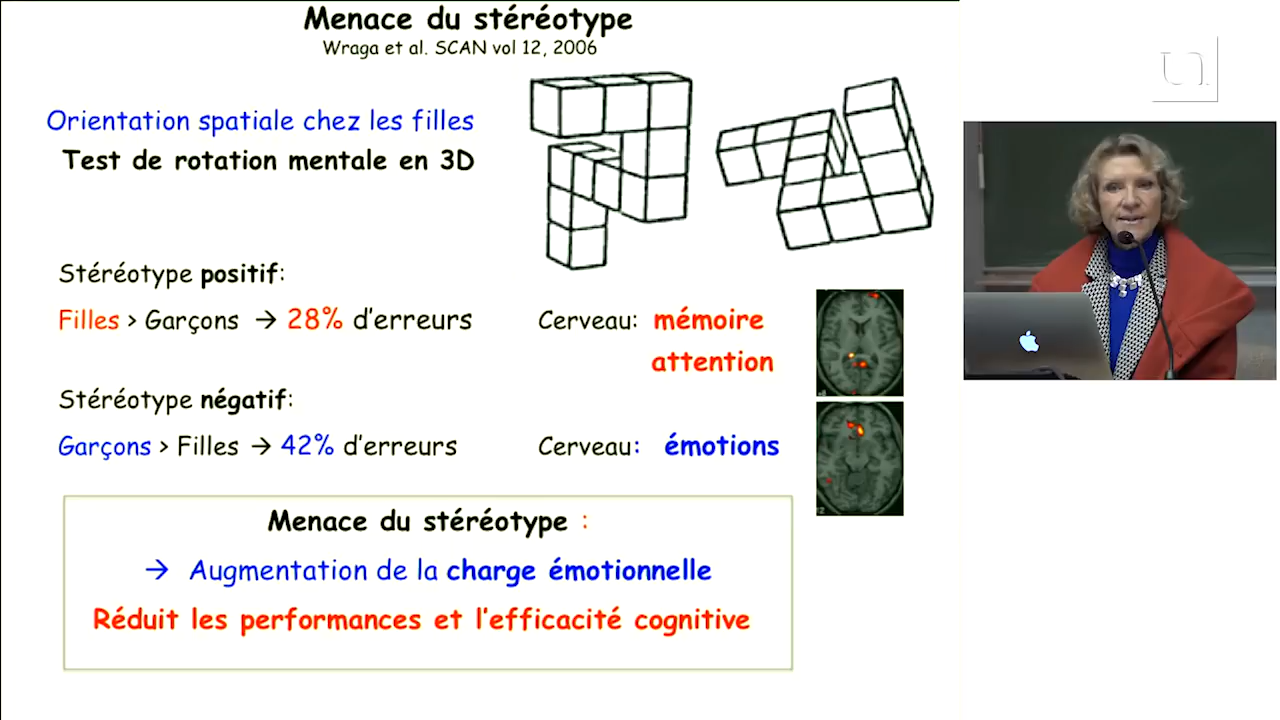 Menace du stéréotype
Wraga et al. SCAN vol 12, 2006
Orientation spatiale chez les filles
Test de rotation mentale en 3D
Stéréotype positif:
Filles > Garçons → 28% d'erreurs
Cerveau: mémoire
attention
Stéréotype négatif:
Garçons > Filles → 42% d'erreurs
Cerveau: émotions
Menace du stéréotype :
→ Augmentation de la charge émotionnelle
Réduit les performances et l'efficacité cognitive